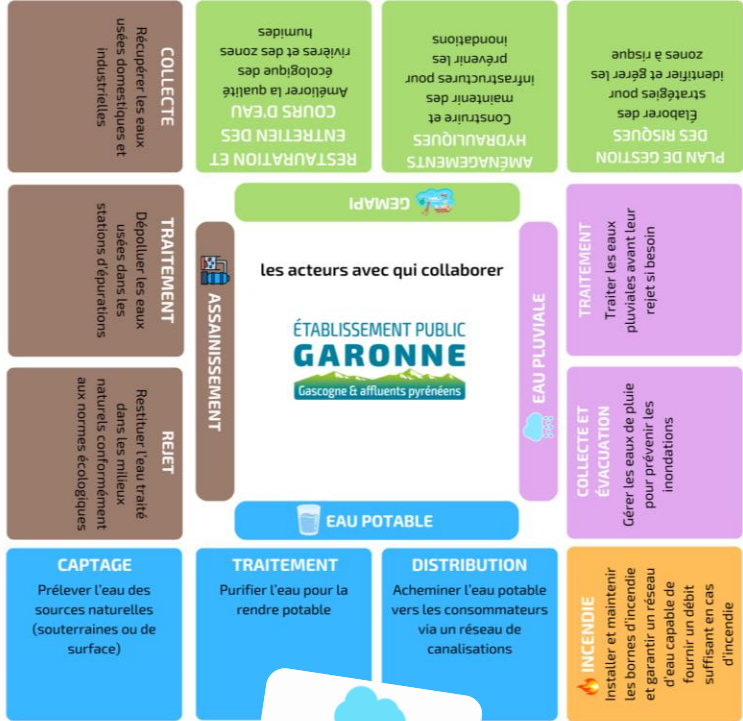 COLLECTE
Récupérer les eaux
usées domestiques et
industrielles
RESTAURATION ET
ENTRETIEN DES
COURS D'EAU
Améliorer la qualité
écologique des
rivières et des zones
humides
AMÉNAGEMENTS
HYDRAULIQUES
Construire et
maintenir des
infrastructures pour
prévenir les
inondations
PLAN DE GESTION
DES RISQUES
Élaborer des
stratégies pour
identifier et gérer les
zones à risque
GEMAPI
TRAITEMENT
Dépolluer les eaux
usées dans les
stations d'épurations
ASSAINISSEMENT
les acteurs avec qui collaborer
ÉTABLISSEMENT PUBLIC
GARONNE
Gascogne & affluents pyrénéens
EAU PLUVIALE
TRAITEMENT
Traiter les eaux
pluviales avant leur
rejet si besoin
REJET
Restituer l'eau traité
dans les milieux
naturels conformément
aux normes écologiques
COLLECTE ET
ÉVACUATION
Gérer les eaux de pluie
pour prévenir les
inondations
EAU POTABLE
CAPTAGE
Prélever l'eau des
sources naturelles
(souterraines ou de
surface)
TRAITEMENT
Purifier l'eau pour la
rendre potable
DISTRIBUTION
Acheminer l'eau potable
vers les consommateurs
via un réseau de
canalisations
INCENDIE
Installer et maintenir
les bornes d'incendie
et garantir un réseau
d'eau capable de
fournir un débit
suffisant en cas
d'incendie